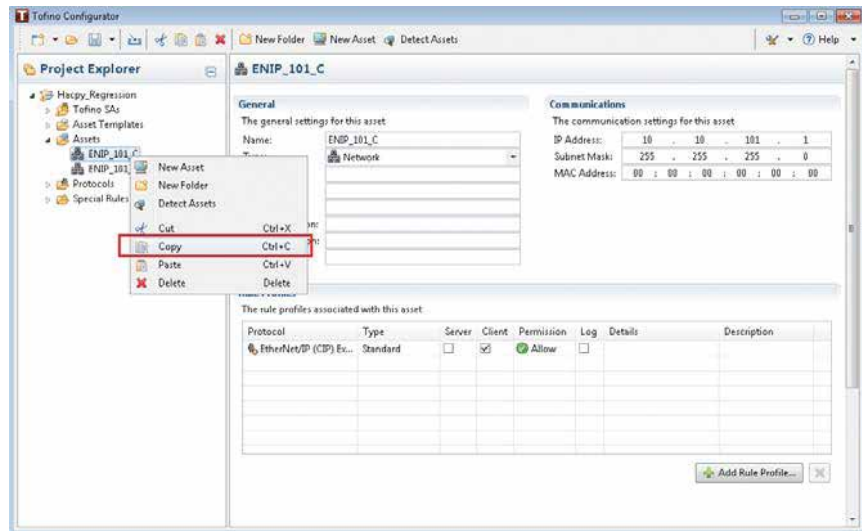 Tofino Configurator
New Folder New Asset Detect Assets Help
Project Explorer
Hacpy_Regression
Tofino SAs
Asset Templates
Assets
ENIP_101_C
ENIP_101_
Protocols
Special Rules
New Asset
New Folder
Detect Assets
Cut Ctrl+X
Copy Ctrl+C
Paste Ctrl+V
Delete Delete
ENIP_101_C
General
The general settings for this asset
Name: ENIP_101_C
Network
Communications
The communication settings for this asset
IP Address: 10 . 10 . 101 . 1
Subnet Mask: 255 . 255 . 255 . 0
MAC Address: 00 : 00 : 00 : 00 : 00 : 00
The rule profiles associated with this asset
Protocol Type Server Client Permission Log Details Description
EtherNet/IP (CIP) Ex... Standard Allow
Add Rule Profile...